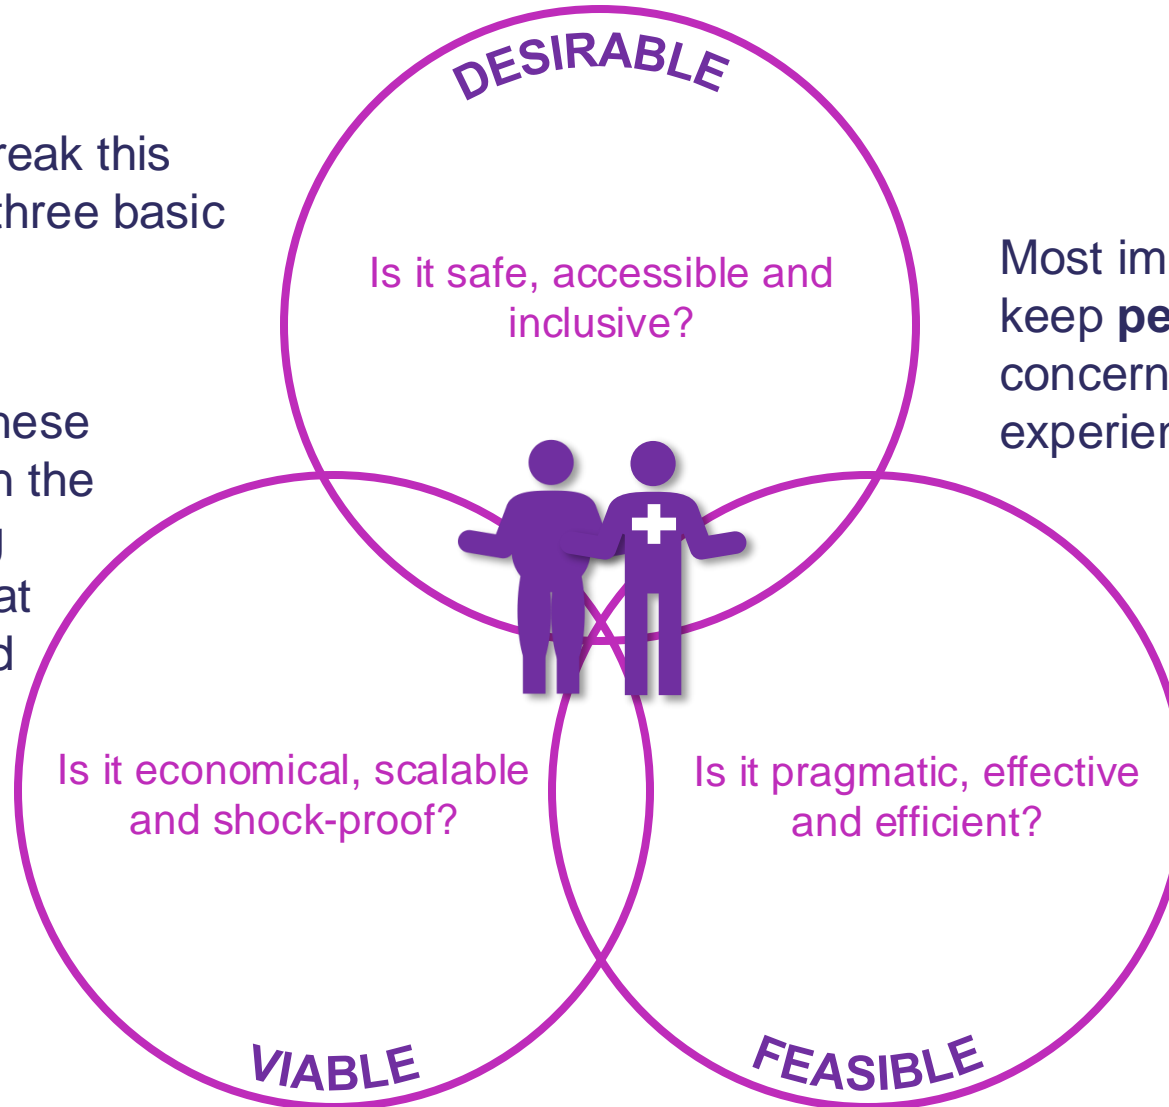 DESIRABLE
reak this
three basic
Is it safe, accessible and
inclusive?
Most im
keep pe
concern
experien
nese
n the
g
at
d
Is it economical, scalable
and shock-proof?
Is it pragmatic, effective
and efficient?
VIABLE
FEASIBLE